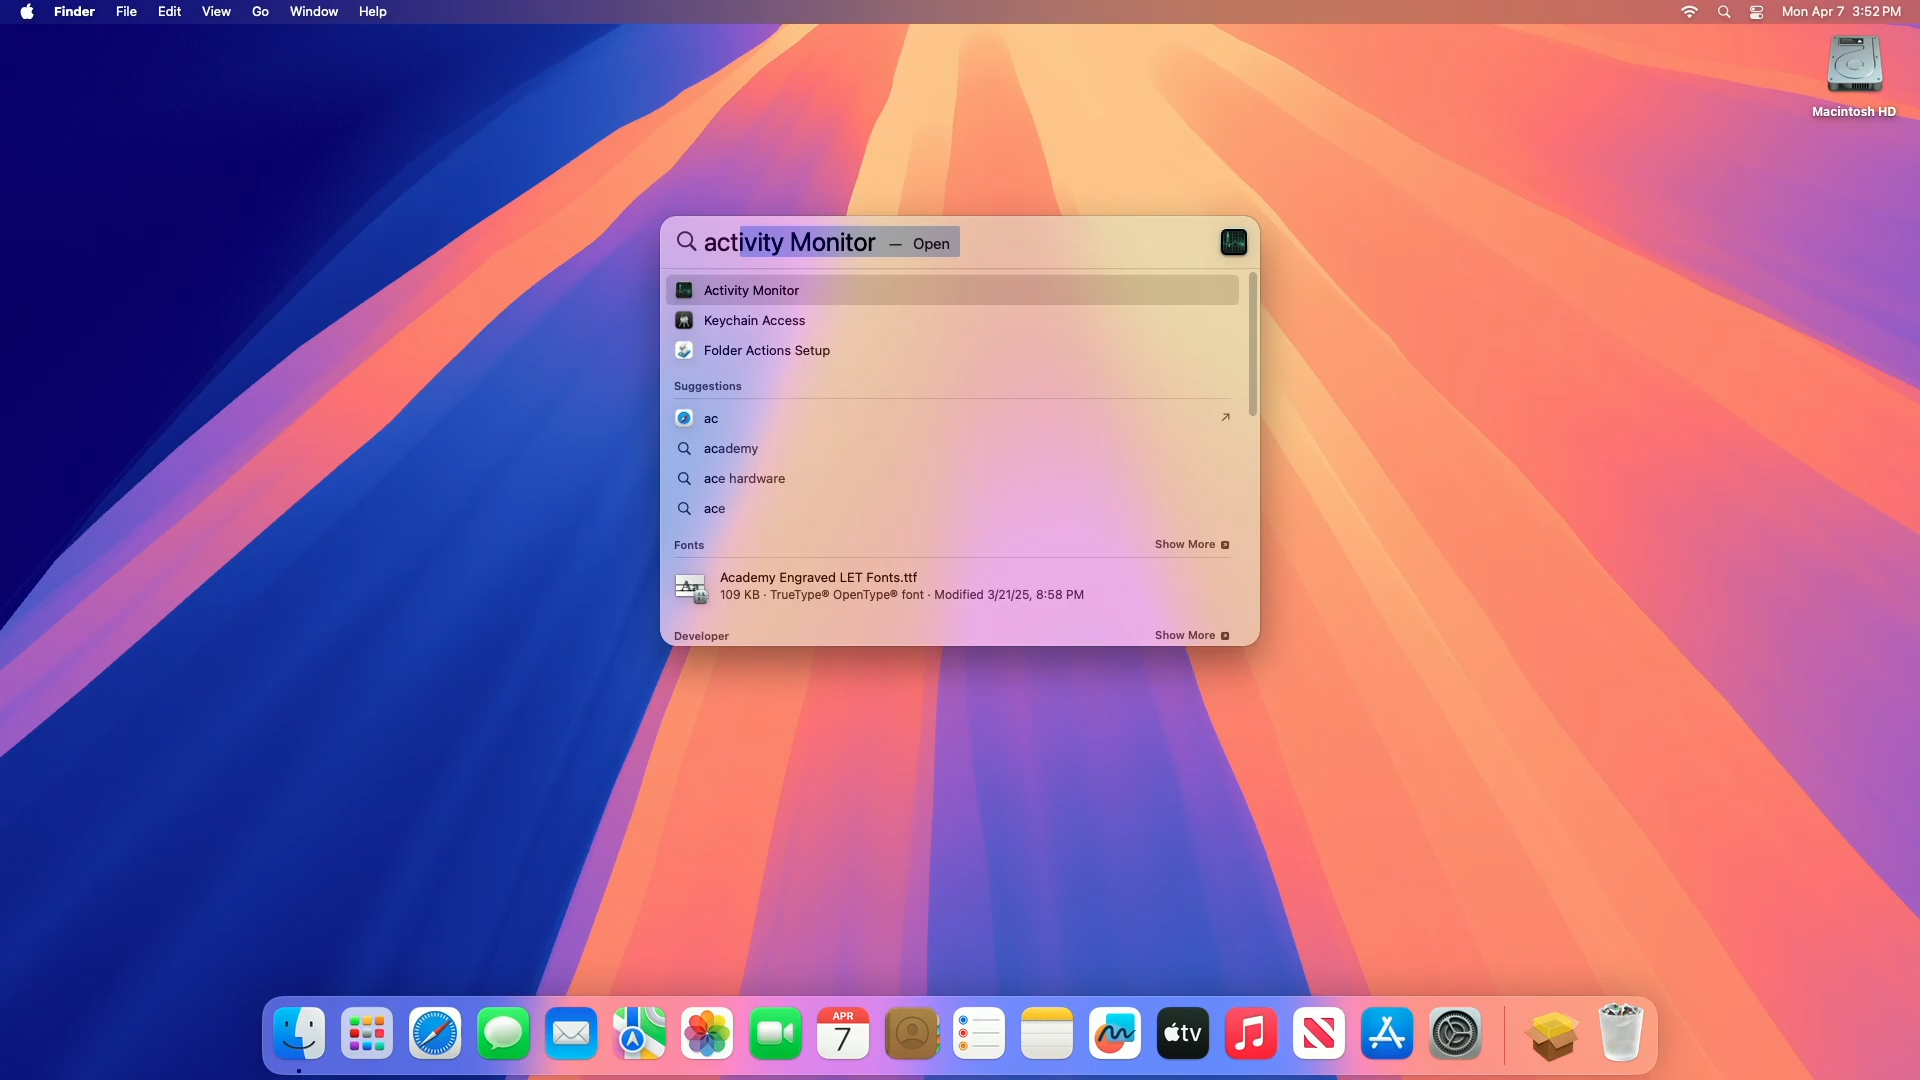 Finder File Edit View Go Window Help
Mon Apr 7 3:52 PM
Macintosh HD
activity Monitor — Open
Activity Monitor
Keychain Access
Folder Actions Setup
Suggestions
ac
academy
ace hardware
ace
Fonts Show More
Aa
Academy Engraved LET Fonts.ttf
109 KB · TrueType® OpenType® font · Modified 3/21/25, 8:58 PM
Developer Show More
APR
7
tv